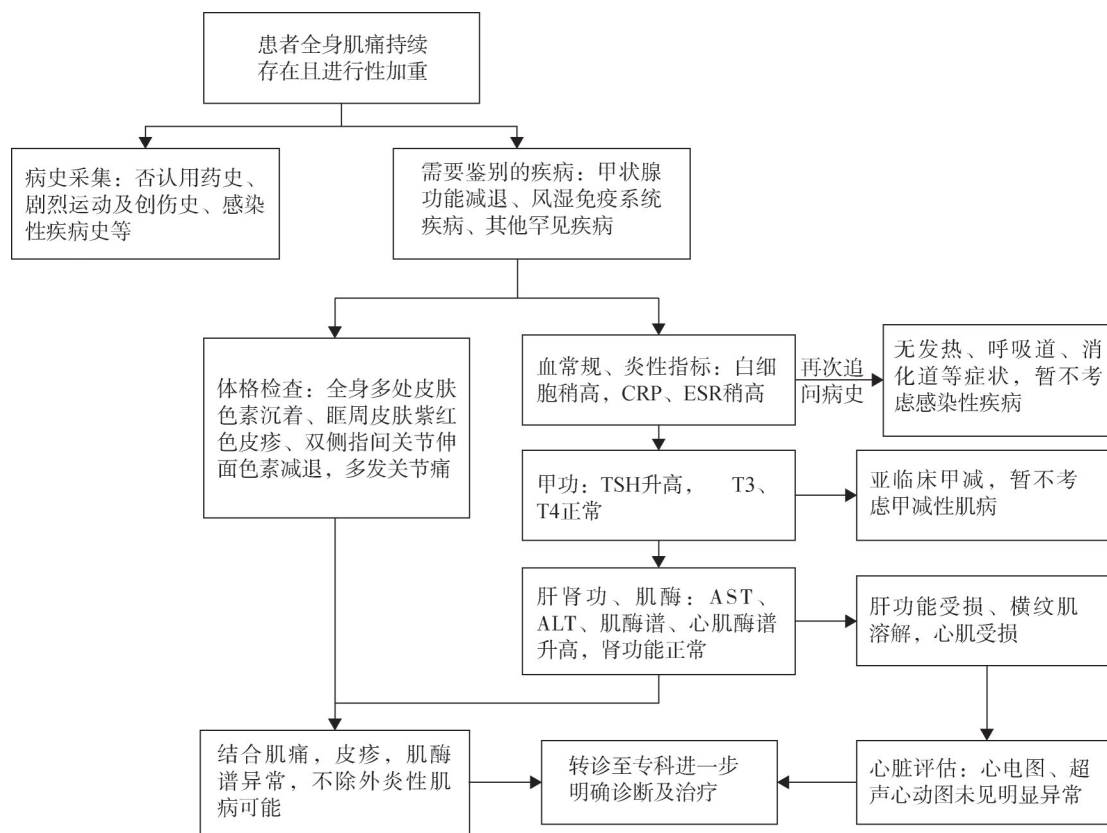 患者全身肌痛持续
存在且进行性加重
病史采集：否认用药史、
剧烈运动及创伤史、感染
性疾病史等
需要鉴别的疾病：甲状腺
功能减退、风湿免疫系统
疾病、其他罕见疾病
体格检查：全身多处皮肤
色素沉着、眶周皮肤紫红
色皮疹、双侧指间关节伸
面色素减退，多发关节痛
血常规、炎性指标：白细
胞稍高，CRP、ESR稍高
再次追
问病史
无发热、呼吸道、消
化道等症状，暂不考
虑感染性疾病
甲功：TSH升高， T3、
T4正常
亚临床甲减，暂不考
虑甲减性肌病
肝肾功、肌酶：AST、
ALT、肌酶谱、心肌酶谱
升高，肾功能正常
肝功能受损、横纹肌
溶解，心肌受损
结合肌痛，皮疹，肌酶
谱异常，不除外炎性肌
病可能
转诊至专科进一步
明确诊断及治疗
心脏评估：心电图、超
声心动图未见明显异常